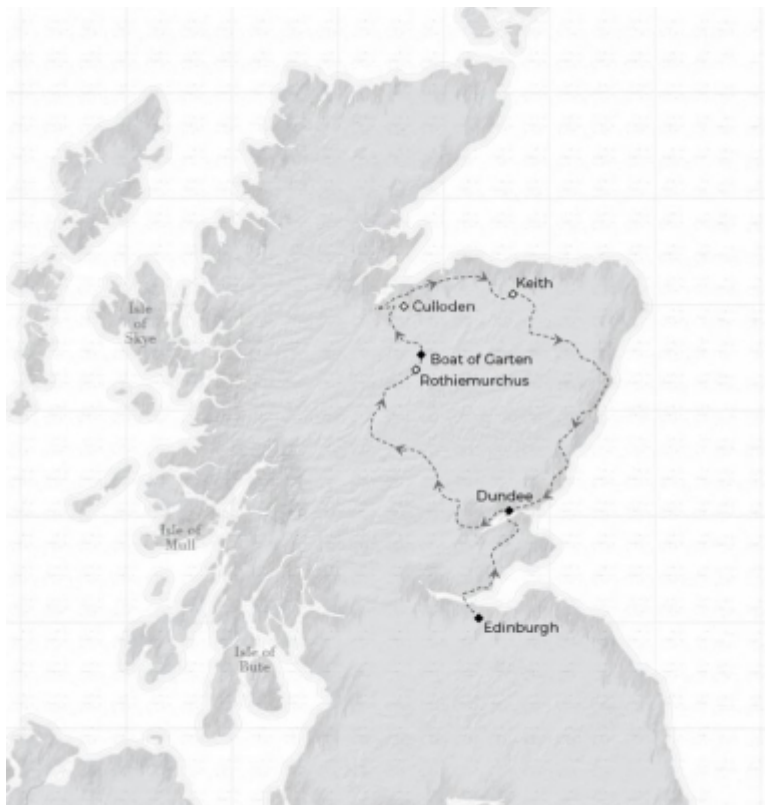 Keith
Culloden
Isle
of
Skye
Boat of Garten
Rothiemurchus
Dundee
Isle of
Mull
Edinburgh
Isle of
Bute